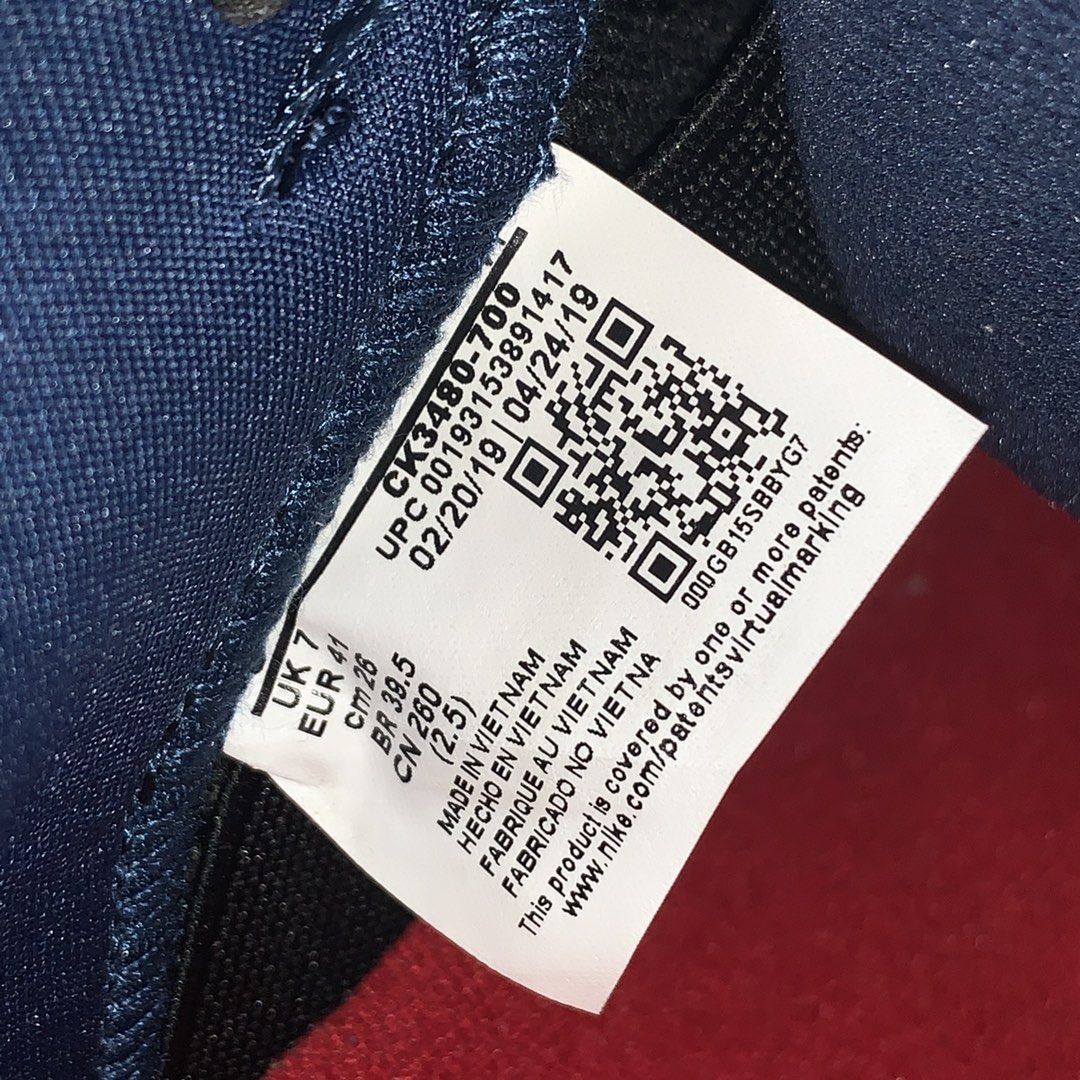 CK3480-700
UPC 00193153891417
02/20/19 | 04/24/19
000GB15SBBYG7
UK 7
EUR 41
cm 26
BR 39.5
CN 260
(2.5)
MADE IN VIETNAM
HECHO EN VIETNAM
FABRIQUE AU VIETNAM
FABRICADO NO VIETNA
This product is covered by one or more patents:
www.nike.com/patentsvirtualmarking